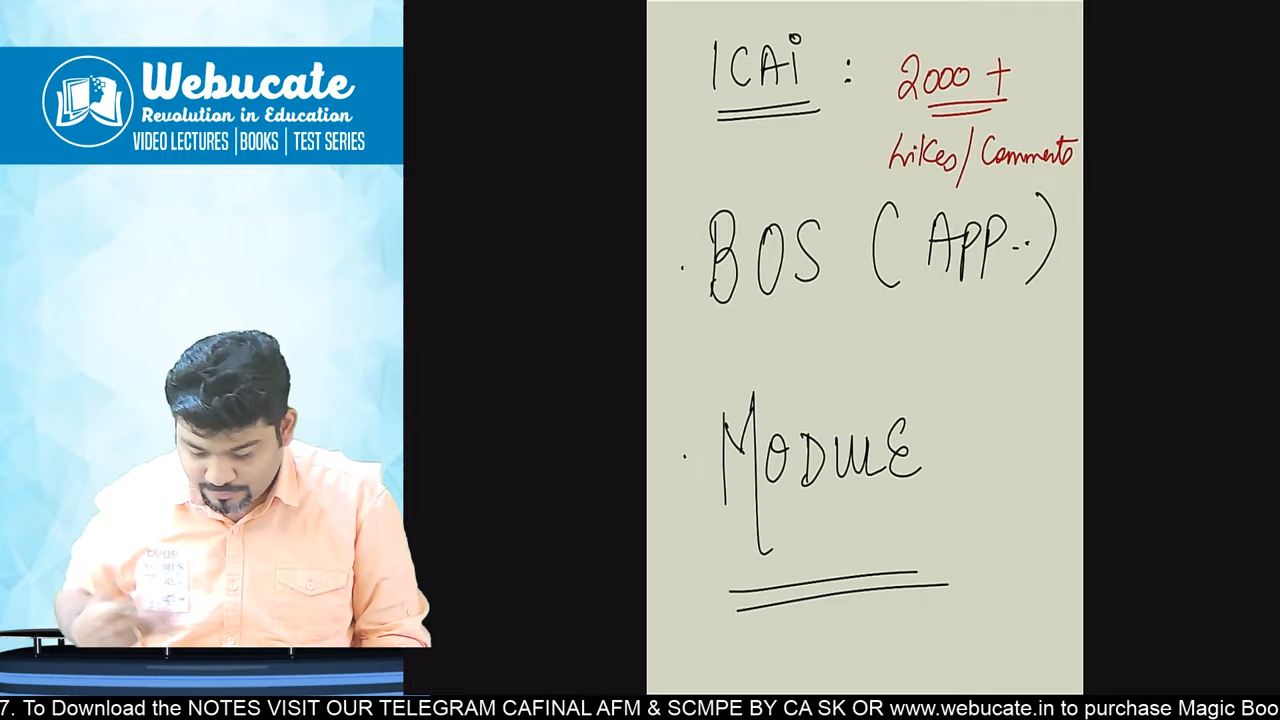 Webucate
Revolution in Education
VIDEO LECTURES | BOOKS | TEST SERIES
ICAi : 2000 +
Likes/Comments
. BOS (APP..)
. MODULE
7. To Download the NOTES VISIT OUR TELEGRAM CAFINAL AFM & SCMPE BY CA SK OR www.webucate.in to purchase Magic Boo